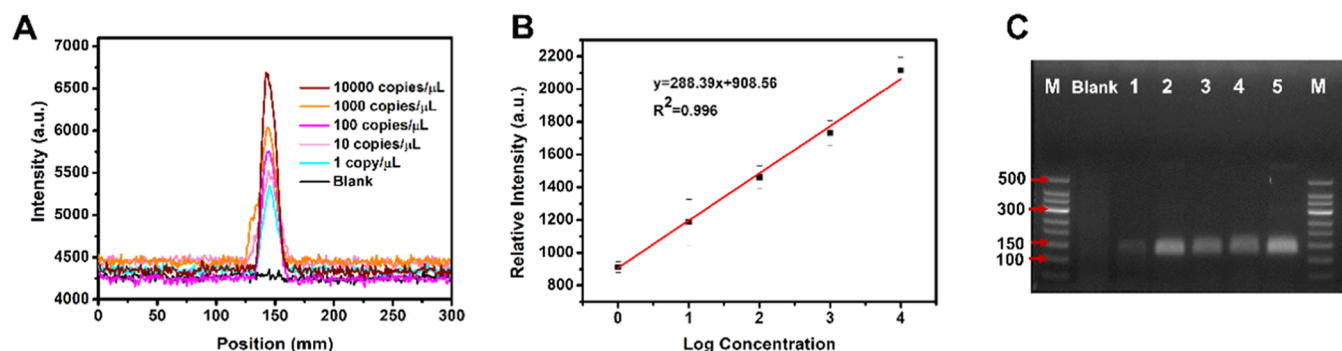 A
7000
6500
6000
5500
5000
4500
4000
Intensity (a.u.)
10000 copies/μL
1000 copies/μL
100 copies/μL
10 copies/μL
1 copy/μL
Blank
0 50 100 150 200 250 300
Position (mm)
B
2200
2000
1800
1600
1400
1200
1000
800
Relative Intensity (a.u.)
y=288.39x+908.56
R²=0.996
0 1 2 3 4
Log Concentration
C
M Blank 1 2 3 4 5 M
500
300
150
100